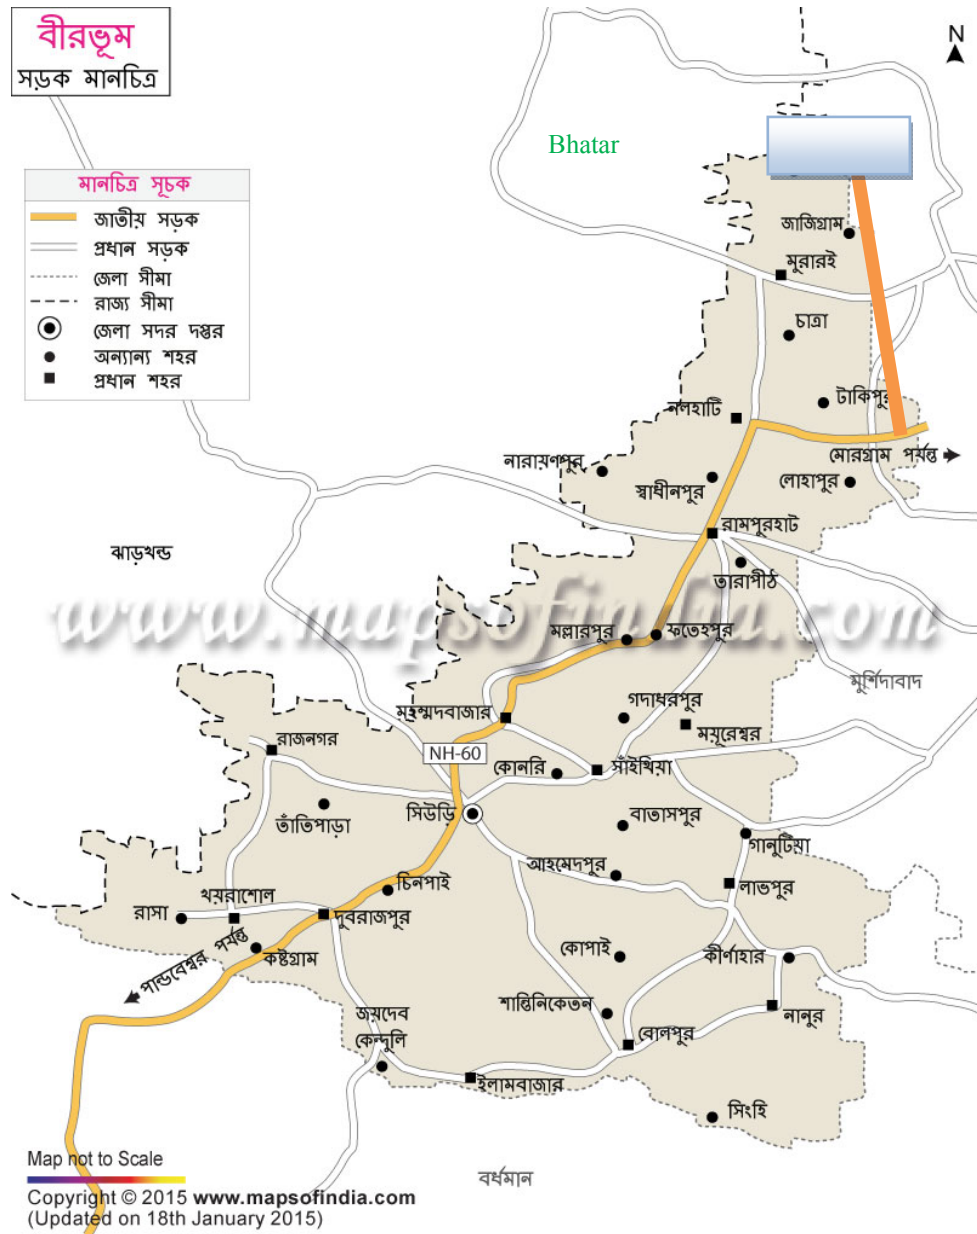 বীরভূম
সড়ক মানচিত্র
N
Bhatar
মানচিত্র সূচক
জাতীয় সড়ক
প্রধান সড়ক
জেলা সীমা
রাজ্য সীমা
জেলা সদর দপ্তর
অন্যান্য শহর
প্রধান শহর
জাজিগ্রাম
মুরারই
চাত্রা
টাকিপুর
নলহাটি
মোরগ্রাম পর্যন্ত
নারায়ণপুর
স্বাধীনপুর
লোহাপুর
রামপুরহাট
ঝাড়খন্ড
তারাপীঠ
www.mapsofindia.com
মল্লারপুর
ফতেহপুর
মুর্শিদাবাদ
মহম্মদবাজার
গদাধরপুর
ময়ূরেশ্বর
রাজনগর
NH-60
কোনরি
সাঁইথিয়া
তাঁতিপাড়া
সিউড়ি
বাতাসপুর
গানুটিয়া
আহমেদপুর
চিনপাই
লাভপুর
খয়রাশোল
রাসা
দুবরাজপুর
পান্ডবেশ্বর পর্যন্ত
কষ্টগ্রাম
কোপাই
কীর্ণাহার
শান্তিনিকেতন
জয়দেব
কেন্দুলি
নানুর
বোলপুর
ইলামবাজার
সিংহি
Map not to Scale
বর্ধমান
Copyright © 2015 www.mapsofindia.com
(Updated on 18th January 2015)